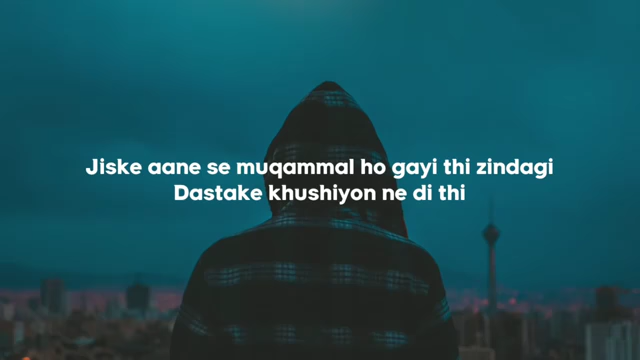 Jiske aane se muqammal ho gayi thi zindagi
Dastake khushiyon ne di thi